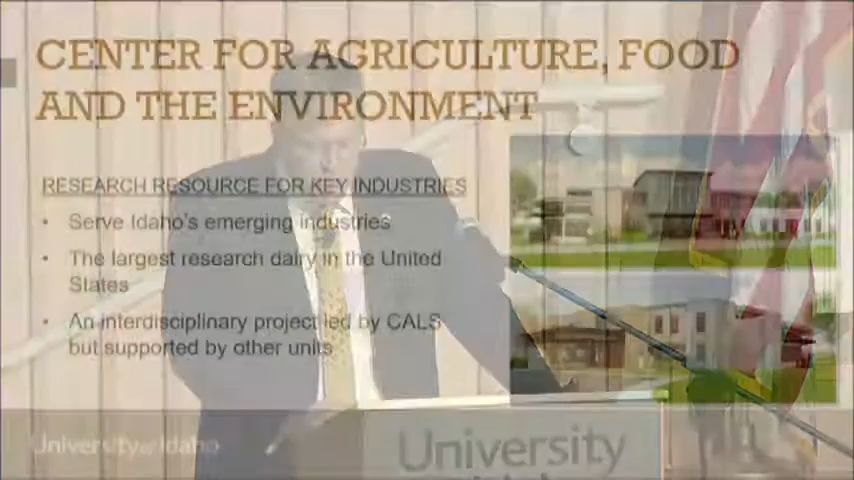 CENTER FOR AGRICULTURE, FOOD
AND THE ENVIRONMENT
RESEARCH RESOURCE FOR KEY INDUSTRIES
• Serve Idaho's emerging industries
• The largest research dairy in the United
States
• An interdisciplinary project led by CALS
but supported by other units
University of Idaho
University